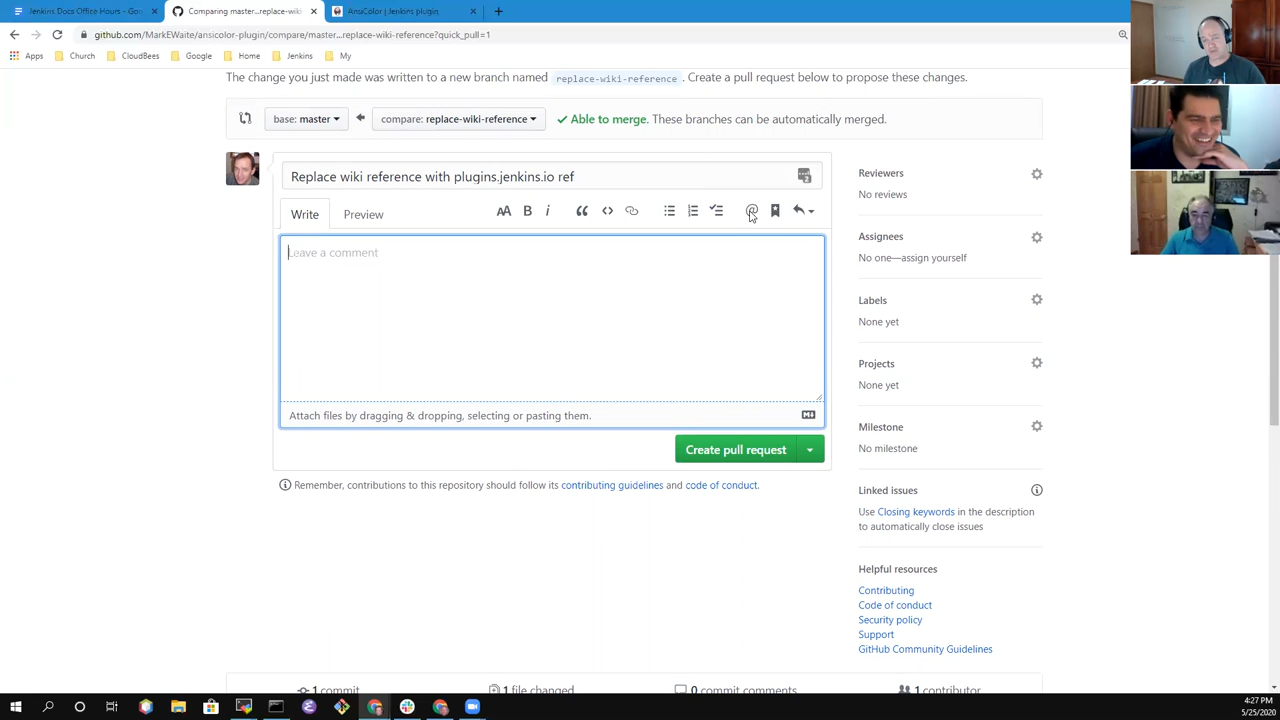 Jenkins Docs Office Hours - Goo
Comparing master...replace-wiki
AnsiColor | Jenkins plugin
github.com/MarkEWaite/ansicolor-plugin/compare/master...replace-wiki-reference?quick_pull=1
Apps Church CloudBees Google Home Jenkins My
The change you just made was written to a new branch named replace-wiki-reference. Create a pull request below to propose these changes.
base: master compare: replace-wiki-reference Able to merge. These branches can be automatically merged.
Replace wiki reference with plugins.jenkins.io ref
Write Preview
Leave a comment
Attach files by dragging & dropping, selecting or pasting them.
Create pull request
Remember, contributions to this repository should follow its contributing guidelines and code of conduct.
Reviewers
No reviews
Assignees
No one—assign yourself
Labels
None yet
Projects
None yet
Milestone
No milestone
Linked issues
Use Closing keywords in the description
to automatically close issues
Helpful resources
Contributing
Code of conduct
Security policy
Support
GitHub Community Guidelines
1 commit 1 file changed 0 commit comments 1 contributor
4:27 PM
5/25/2020